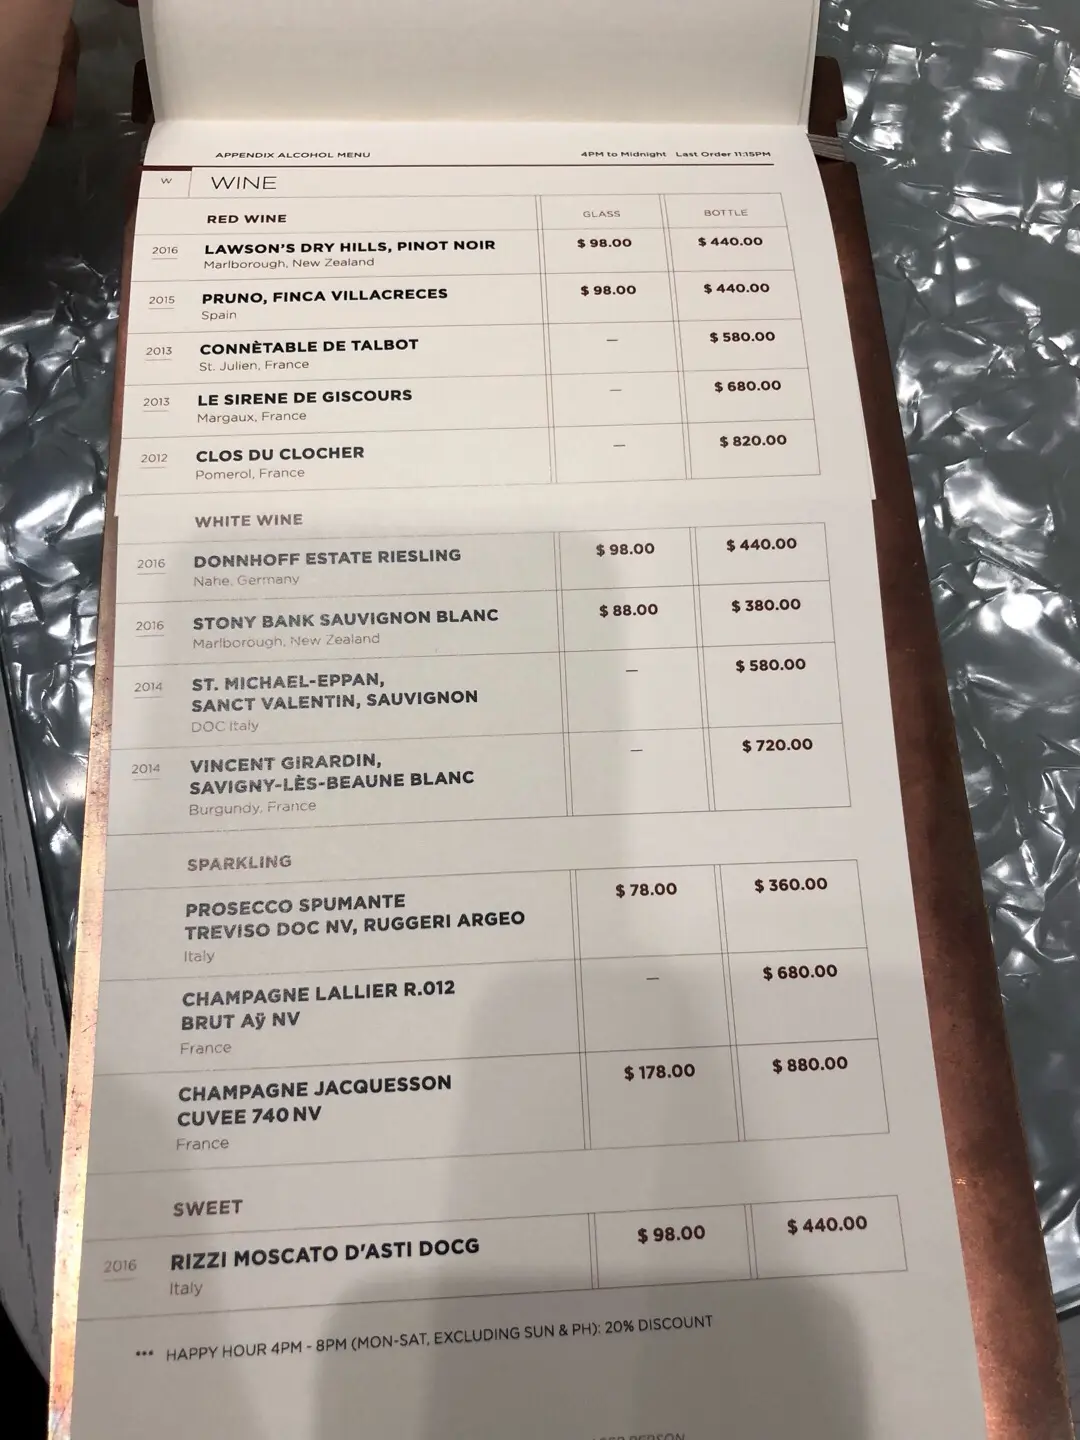 APPENDIX ALCOHOL MENU 4PM to Midnight Last Order 11:15PM
W WINE
RED WINE GLASS BOTTLE
2016 LAWSON'S DRY HILLS, PINOT NOIR $ 98.00 $ 440.00
Marlborough, New Zealand
2015 PRUNO, FINCA VILLACRECES $ 98.00 $ 440.00
Spain
2013 CONNÈTABLE DE TALBOT — $ 580.00
St. Julien, France
2013 LE SIRENE DE GISCOURS — $ 680.00
Margaux, France
2012 CLOS DU CLOCHER — $ 820.00
Pomerol, France
WHITE WINE
2016 DONNHOFF ESTATE RIESLING $ 98.00 $ 440.00
Nahe, Germany
2016 STONY BANK SAUVIGNON BLANC $ 88.00 $ 380.00
Marlborough, New Zealand
2014 ST. MICHAEL-EPPAN, — $ 580.00
SANCT VALENTIN, SAUVIGNON
DOC Italy
2014 VINCENT GIRARDIN, — $ 720.00
SAVIGNY-LÈS-BEAUNE BLANC
Burgundy, France
SPARKLING
PROSECCO SPUMANTE $ 78.00 $ 360.00
TREVISO DOC NV, RUGGERI ARGEO
Italy
CHAMPAGNE LALLIER R.012 — $ 680.00
BRUT Aÿ NV
France
CHAMPAGNE JACQUESSON $ 178.00 $ 880.00
CUVEE 740 NV
France
SWEET
2016 RIZZI MOSCATO D'ASTI DOCG $ 98.00 $ 440.00
Italy
*** HAPPY HOUR 4PM - 8PM (MON-SAT, EXCLUDING SUN & PH): 20% DISCOUNT
PERSON